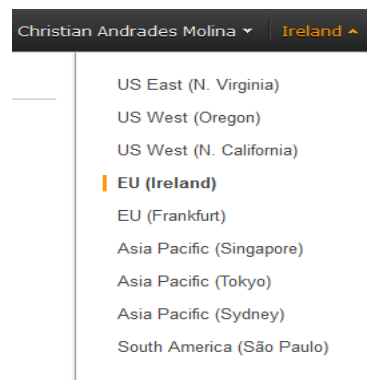 Christian Andrades Molina Ireland
US East (N. Virginia)
US West (Oregon)
US West (N. California)
EU (Ireland)
EU (Frankfurt)
Asia Pacific (Singapore)
Asia Pacific (Tokyo)
Asia Pacific (Sydney)
South America (São Paulo)